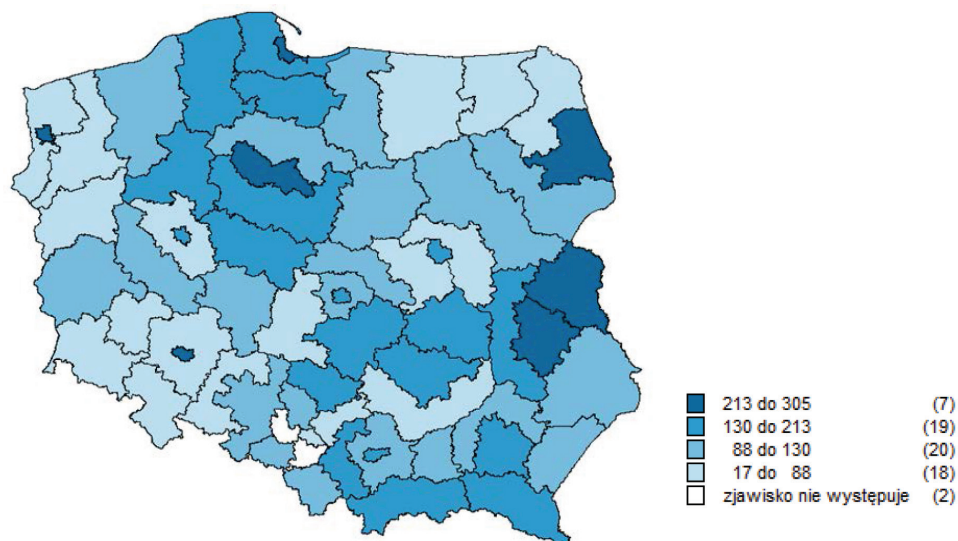 213 do 305 (7)
130 do 213 (19)
88 do 130 (20)
17 do 88 (18)
zjawisko nie występuje (2)